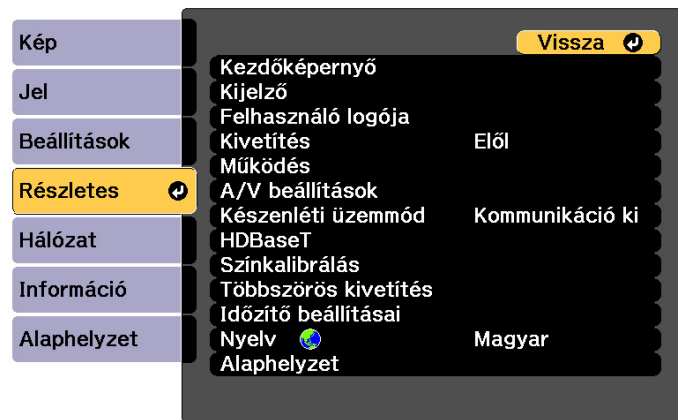 Kép
Jel
Beállítások
Részletes
Hálózat
Információ
Alaphelyzet
Vissza
Kezdőképernyő
Kijelző
Felhasználó logója
Kivetítés Elől
Működés
A/V beállítások
Készenléti üzemmód Kommunikáció ki
HDBaseT
Színkalibrálás
Többszörös kivetítés
Időzítő beállításai
Nyelv Magyar
Alaphelyzet